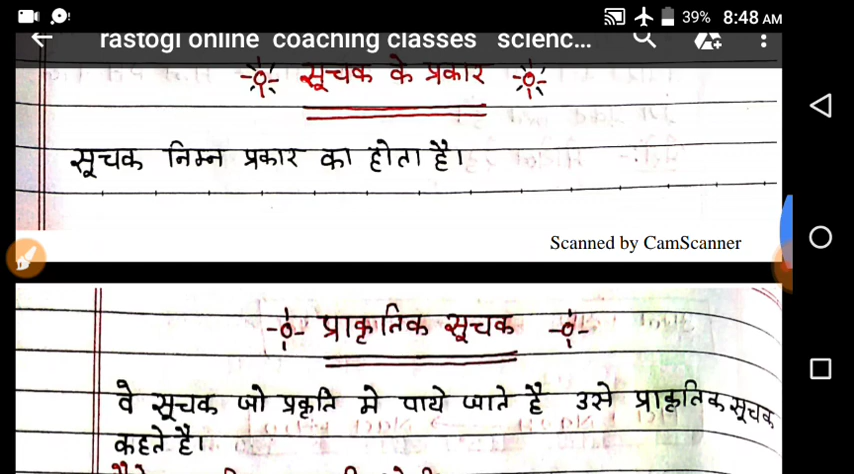 39% 8:48 AM
rastogi online coaching classes scienc...
सूचक के प्रकार
सूचक निम्न प्रकार का होता है।
Scanned by CamScanner
प्राकृतिक सूचक
वे सूचक जो प्रकृति मे पाये जाते है उसे प्राकृतिक सूचक
कहते है।